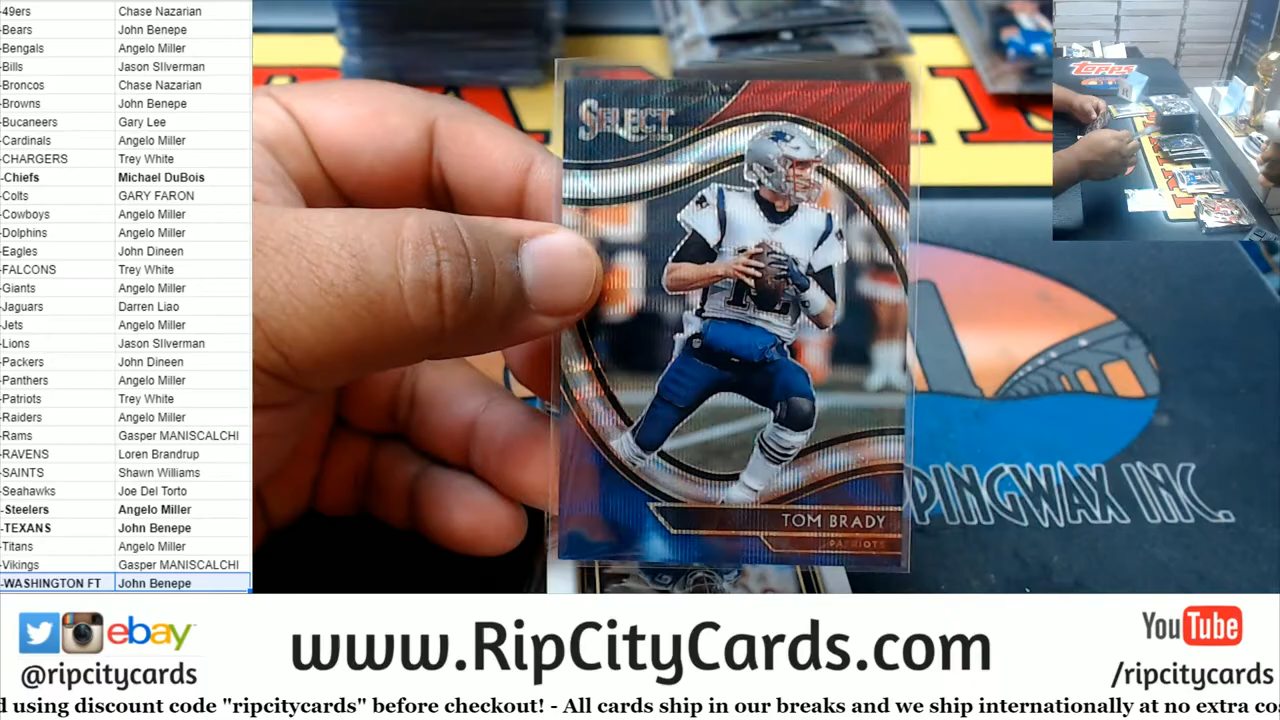 -49ers Chase Nazarian
-Bears John Benepe
-Bengals Angelo Miller
-Bills Jason SIlverman
-Broncos Chase Nazarian
-Browns John Benepe
-Bucaneers Gary Lee
-Cardinals Angelo Miller
-CHARGERS Trey White
-Chiefs Michael DuBois
-Colts GARY FARON
-Cowboys Angelo Miller
-Dolphins Angelo Miller
-Eagles John Dineen
-FALCONS Trey White
-Giants Angelo Miller
-Jaguars Darren Liao
-Jets Angelo Miller
-Lions Jason SIlverman
-Packers John Dineen
-Panthers Angelo Miller
-Patriots Trey White
-Raiders Angelo Miller
-Rams Gasper MANISCALCHI
-RAVENS Loren Brandrup
-SAINTS Shawn Williams
-Seahawks Joe Del Torto
-Steelers Angelo Miller
-TEXANS John Benepe
-Titans Angelo Miller
-Vikings Gasper MANISCALCHI
-WASHINGTON FT John Benepe
SELECT
12
TOM BRADY
PATRIOTS
PINGWAX INC.
Topps
ebay
@ripcitycards
www.RipCityCards.com
YouTube
/ripcitycards
d using discount code "ripcitycards" before checkout! - All cards ship in our breaks and we ship internationally at no extra co